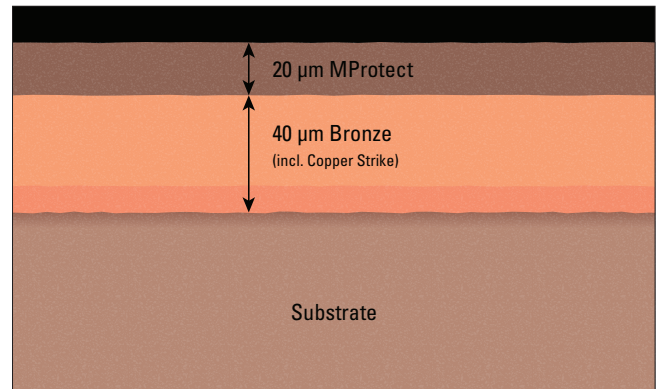 20 µm MProtect
40 µm Bronze
(incl. Copper Strike)
Substrate